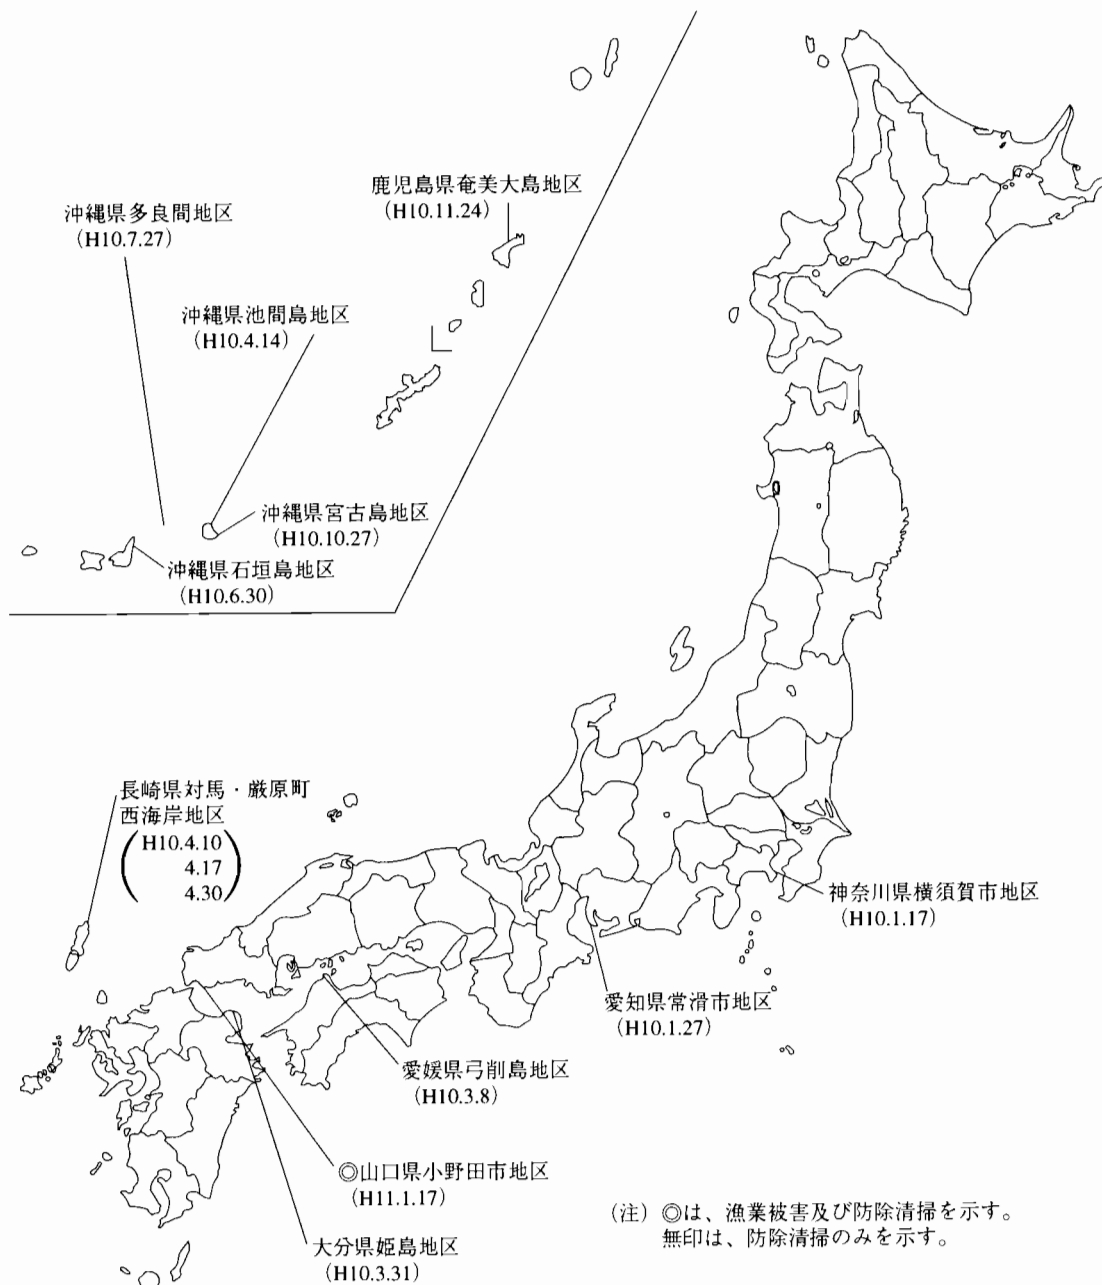 鹿児島県奄美大島地区
(H10.11.24)
沖縄県多良間地区
(H10.7.27)
沖縄県池間島地区
(H10.4.14)
沖縄県宮古島地区
(H10.10.27)
沖縄県石垣島地区
(H10.6.30)
長崎県対馬・厳原町
西海岸地区
(H10.4.10
4.17
4.30)
神奈川県横須賀市地区
(H10.1.17)
愛知県常滑市地区
(H10.1.27)
愛媛県弓削島地区
(H10.3.8)
◎山口県小野田市地区
(H11.1.17)
大分県姫島地区
(H10.3.31)
(注) ◎は、漁業被害及び防除清掃を示す。
無印は、防除清掃のみを示す。